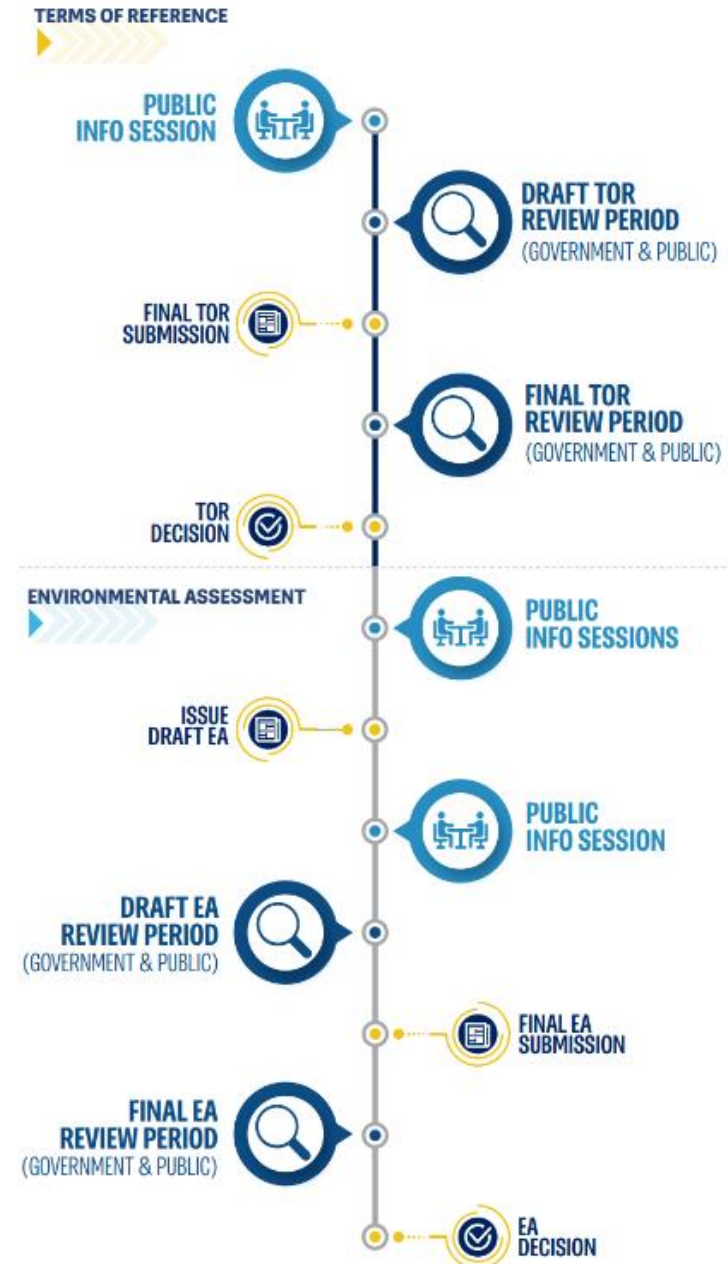 TERMS OF REFERENCE
PUBLIC
INFO SESSION
DRAFT TOR
REVIEW PERIOD
(GOVERNMENT & PUBLIC)
FINAL TOR
SUBMISSION
FINAL TOR
REVIEW PERIOD
(GOVERNMENT & PUBLIC)
TOR
DECISION
ENVIRONMENTAL ASSESSMENT
PUBLIC
INFO SESSIONS
ISSUE
DRAFT EA
PUBLIC
INFO SESSION
DRAFT EA
REVIEW PERIOD
(GOVERNMENT & PUBLIC)
FINAL EA
SUBMISSION
FINAL EA
REVIEW PERIOD
(GOVERNMENT & PUBLIC)
EA
DECISION